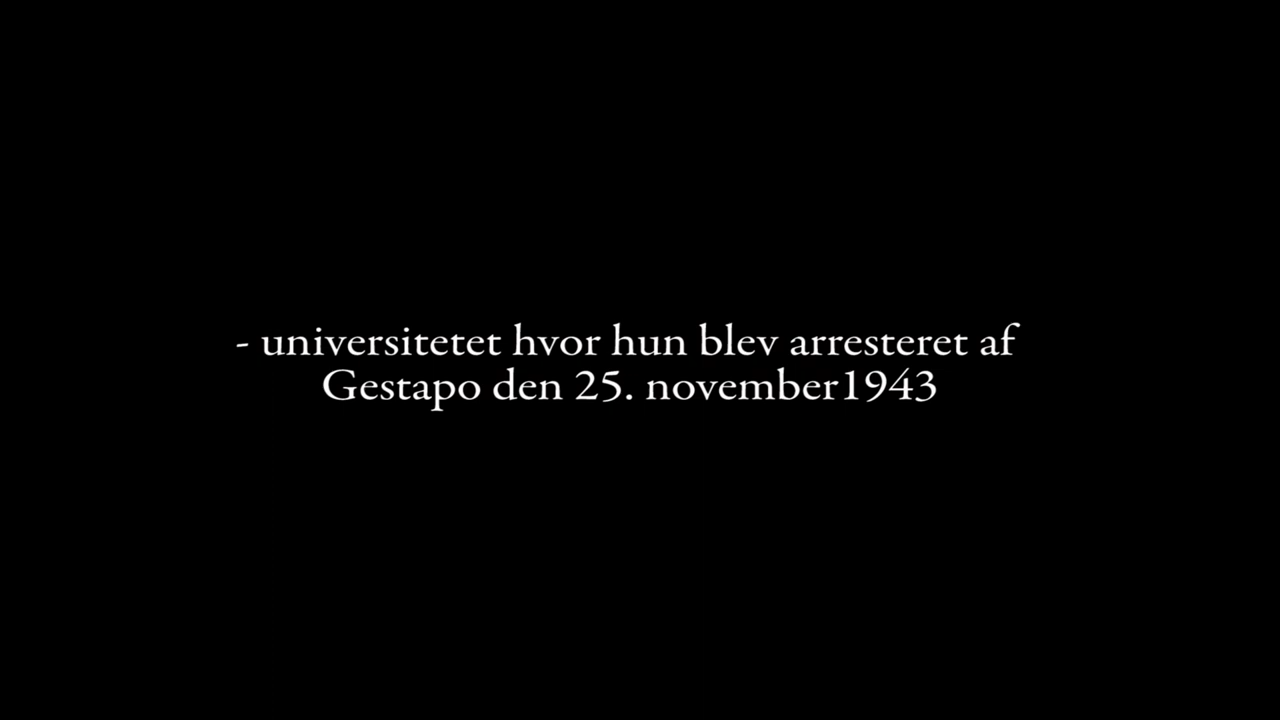 - universitetet hvor hun blev arresteret af
Gestapo den 25. november1943